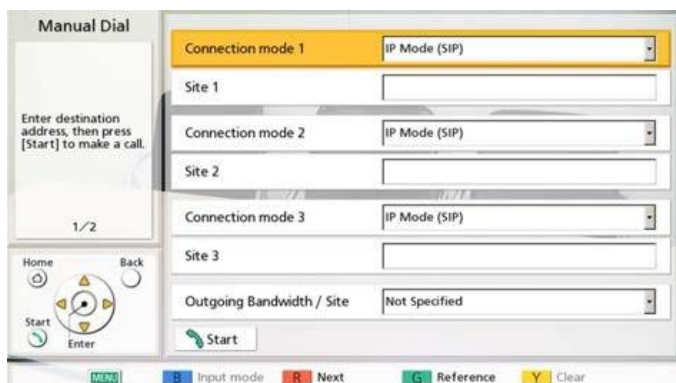 Manual Dial
Enter destination
address, then press
[Start] to make a call.
1/2
Home
Back
Start
Enter
Connection mode 1
IP Mode (SIP)
Site 1
Connection mode 2
IP Mode (SIP)
Site 2
Connection mode 3
IP Mode (SIP)
Site 3
Outgoing Bandwidth / Site
Not Specified
Start
MENU
B Input mode
R Next
G Reference
Y Clear